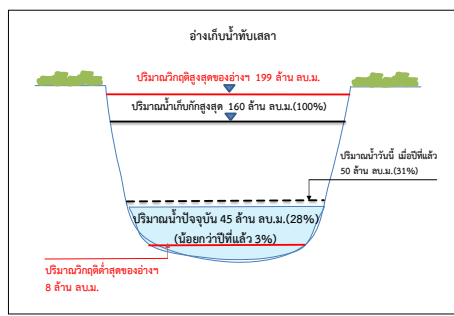 อ่างเก็บน้ำทับเสลา
ปริมาณวิกฤติสูงสุดของอ่างฯ 199 ล้าน ลบ.ม.
ปริมาณน้ำเก็บกักสูงสุด 160 ล้าน ลบ.ม.(100%)
ปริมาณน้ำวันนี้ เมื่อปีที่แล้ว
50 ล้าน ลบ.ม.(31%)
ปริมาณน้ำปัจจุบัน 45 ล้าน ลบ.ม.(28%)
(น้อยกว่าปีที่แล้ว 3%)
ปริมาณวิกฤติต่ำสุดของอ่างฯ
8 ล้าน ลบ.ม.